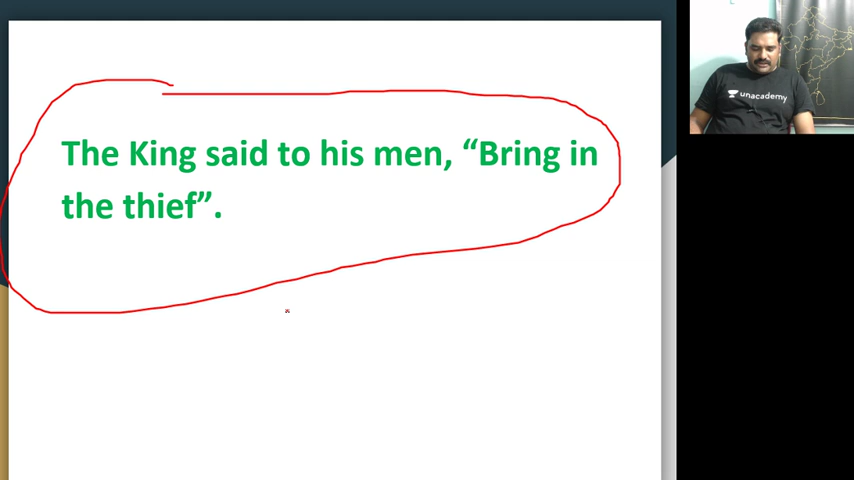 The King said to his men, “Bring in
the thief”.
unacademy